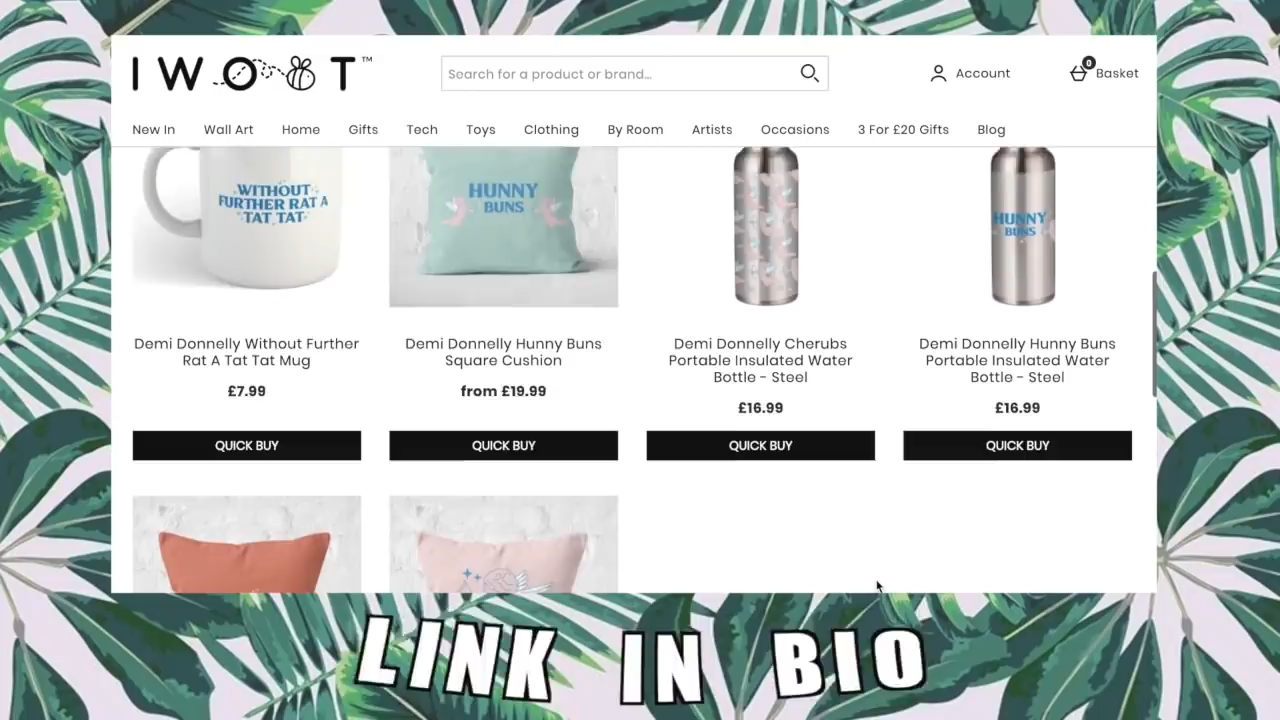 IWOOT™
Search for a product or brand...
Account
0
Basket
New In Wall Art Home Gifts Tech Toys Clothing By Room Artists Occasions 3 For £20 Gifts Blog
WITHOUT
FURTHER RAT A
TAT TAT
HUNNY
BUNS
HUNNY
BUNS
Demi Donnelly Without Further
Rat A Tat Tat Mug
£7.99
QUICK BUY
Demi Donnelly Hunny Buns
Square Cushion
from £19.99
QUICK BUY
Demi Donnelly Cherubs
Portable Insulated Water
Bottle - Steel
£16.99
QUICK BUY
Demi Donnelly Hunny Buns
Portable Insulated Water
Bottle - Steel
£16.99
QUICK BUY
LINK IN BIO